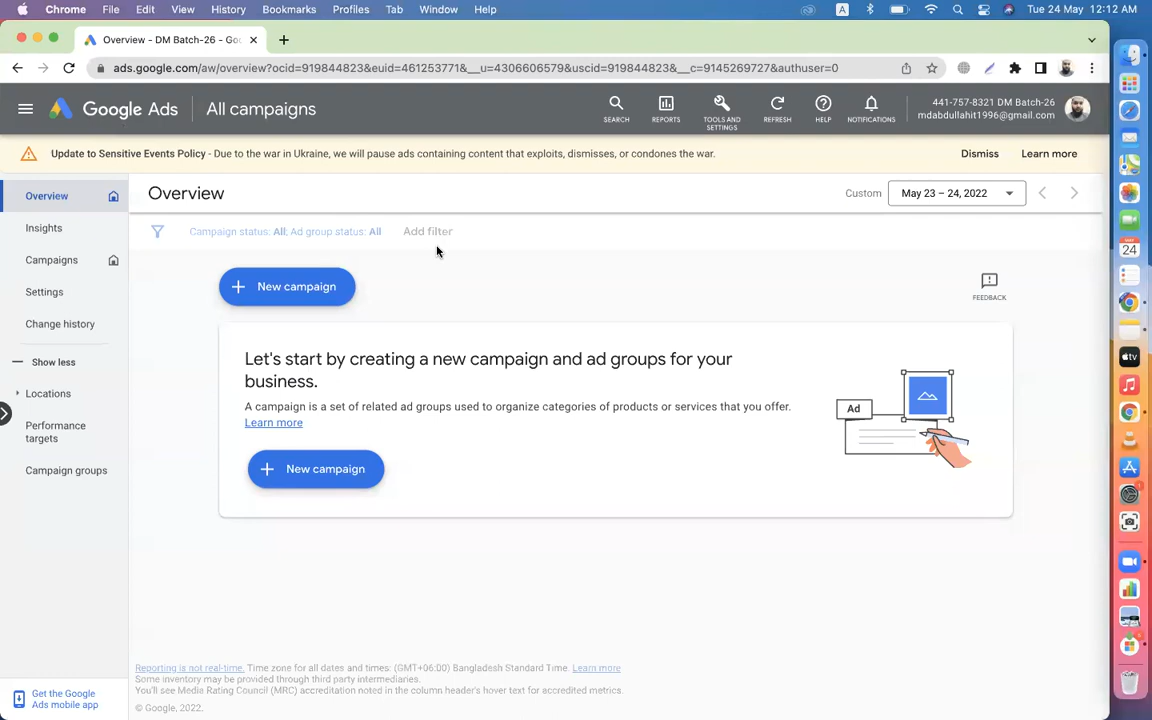 Chrome File Edit View History Bookmarks Profiles Tab Window Help A Tue 24 May 12:12 AM
Overview - DM Batch-26 - Goo
ads.google.com/aw/overview?ocid=919844823&euid=461253771&__u=4306606579&uscid=919844823&__c=9145269727&authuser=0
Google Ads All campaigns
SEARCH REPORTS TOOLS AND SETTINGS REFRESH HELP NOTIFICATIONS
441-757-8321 DM Batch-26
mdabdullahit1996@gmail.com
Update to Sensitive Events Policy - Due to the war in Ukraine, we will pause ads containing content that exploits, dismisses, or condones the war. Dismiss Learn more
Overview
Insights
Campaigns
Settings
Change history
Show less
Locations
Performance
targets
Campaign groups
Get the Google
Ads mobile app
Overview Custom May 23 – 24, 2022
Campaign status: All; Ad group status: All Add filter
New campaign
FEEDBACK
Let's start by creating a new campaign and ad groups for your
business.
A campaign is a set of related ad groups used to organize categories of products or services that you offer.
Learn more
New campaign
Ad
Reporting is not real-time. Time zone for all dates and times: (GMT+06:00) Bangladesh Standard Time. Learn more
Some inventory may be provided through third party intermediaries.
You'll see Media Rating Council (MRC) accreditation noted in the column header's hover text for accredited metrics.
© Google, 2022.
24
tv